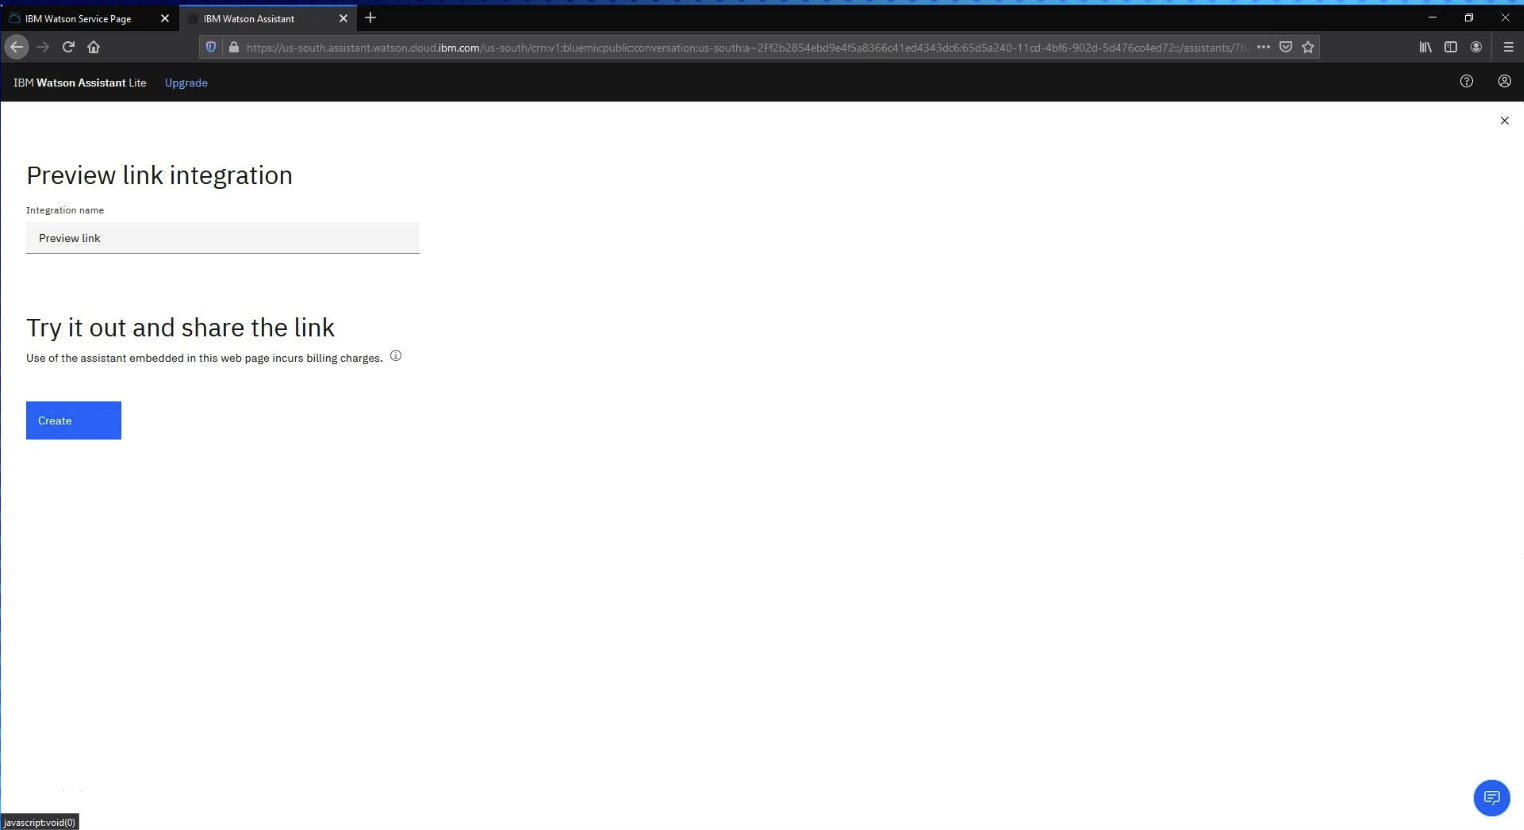 IBM Watson Service Page
IBM Watson Assistant
https://us-south.assistant.watson.cloud.ibm.com/us-south/crn:v1:bluemix:public:conversation:us-south:a~2Ff2b2854ebd9e4f5a8366c41ed4343dc6:65d5a240-11cd-4bf6-902d-5d476cc4ed72::/assistants/7b
IBM Watson Assistant Lite Upgrade
Preview link integration
Integration name
Preview link
Try it out and share the link
Use of the assistant embedded in this web page incurs billing charges.
Create
javascript:void(0)